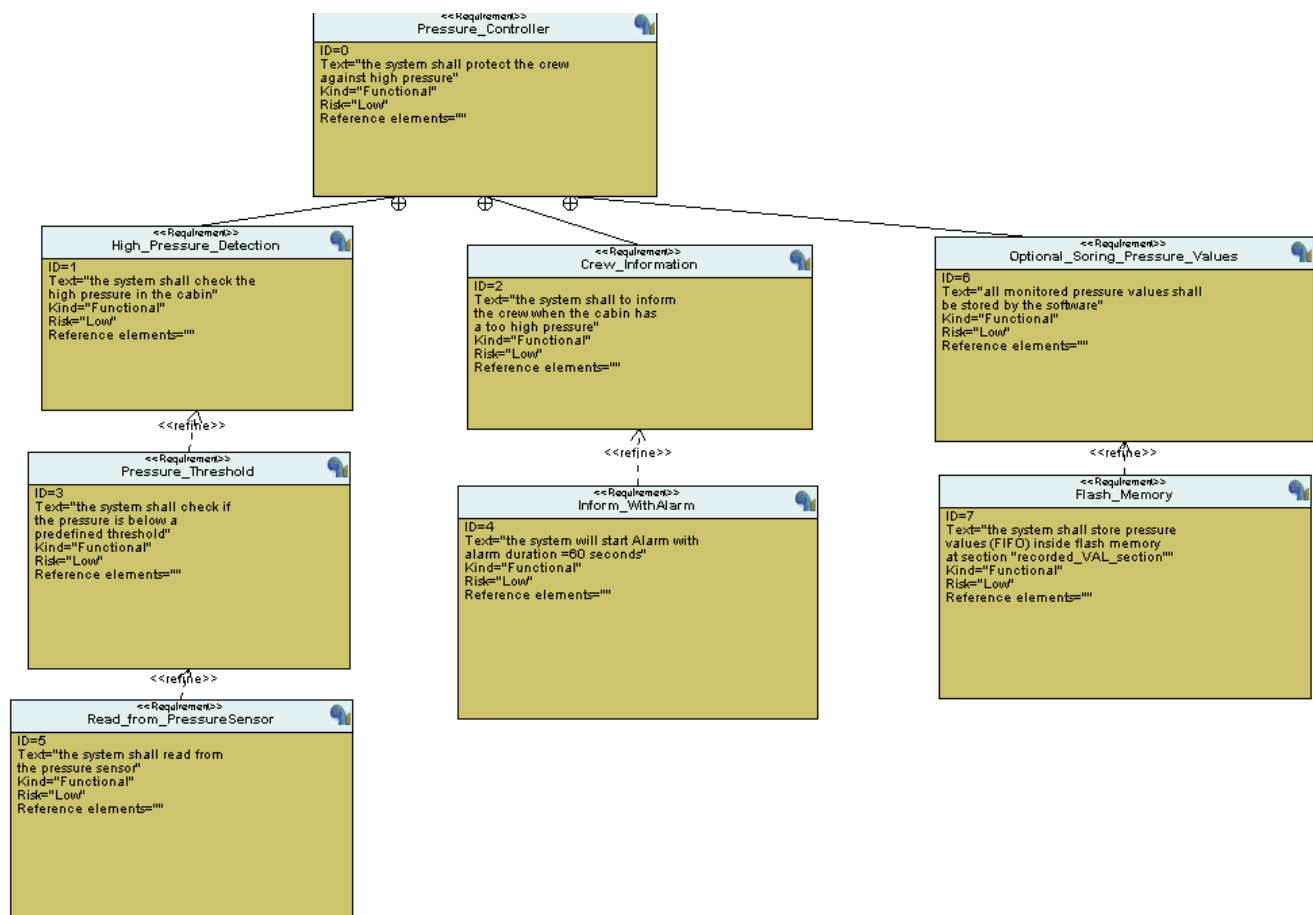 <<Requirement>>
Pressure_Controller
ID=0
Text="the system shall protect the crew
against high pressure"
Kind="Functional"
Risk="Low"
Reference elements=""
<<Requirement>>
High_Pressure_Detection
ID=1
Text="the system shall check the
high pressure in the cabin"
Kind="Functional"
Risk="Low"
Reference elements=""
<<Requirement>>
Crew_Information
ID=2
Text="the system shall to inform
the crew when the cabin has
a too high pressure"
Kind="Functional"
Risk="Low"
Reference elements=""
<<Requirement>>
Optional_Soring_Pressure_Values
ID=6
Text="all monitored pressure values shall
be stored by the software"
Kind="Functional"
Risk="Low"
Reference elements=""
<<refine>>
<<refine>>
<<refine>>
<<Requirement>>
Pressure_Threshold
ID=3
Text="the system shall check if
the pressure is below a
predefined threshold"
Kind="Functional"
Risk="Low"
Reference elements=""
<<Requirement>>
Inform_WithAlarm
ID=4
Text="the system will start Alarm with
alarm duration =60 seconds"
Kind="Functional"
Risk="Low"
Reference elements=""
<<Requirement>>
Flash_Memory
ID=7
Text="the system shall store pressure
values (FIFO) inside flash memory
at section "recorded_VAL_section""
Kind="Functional"
Risk="Low"
Reference elements=""
<<refine>>
<<Requirement>>
Read_from_PressureSensor
ID=5
Text="the system shall read from
the pressure sensor"
Kind="Functional"
Risk="Low"
Reference elements=""